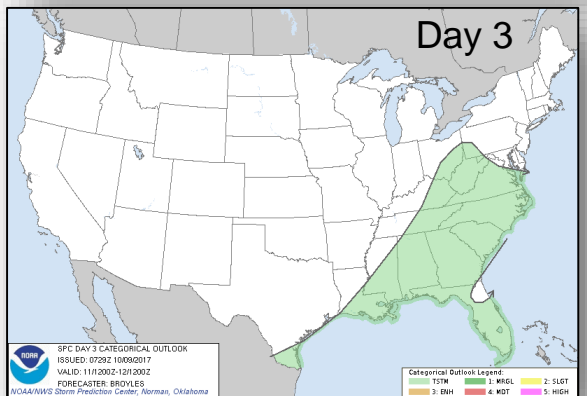 Day 3
NOAA
SPC DAY 3 CATEGORICAL OUTLOOK
ISSUED: 0729Z 10/09/2017
VALID: 11/1200Z-12/1200Z
FORECASTER: BROYLES
NOAA/NWS Storm Prediction Center, Norman, Oklahoma
Categorical Outlook Legend:
TSTM 1: MRGL 2: SLGT
3: ENH 4: MDT 5: HIGH